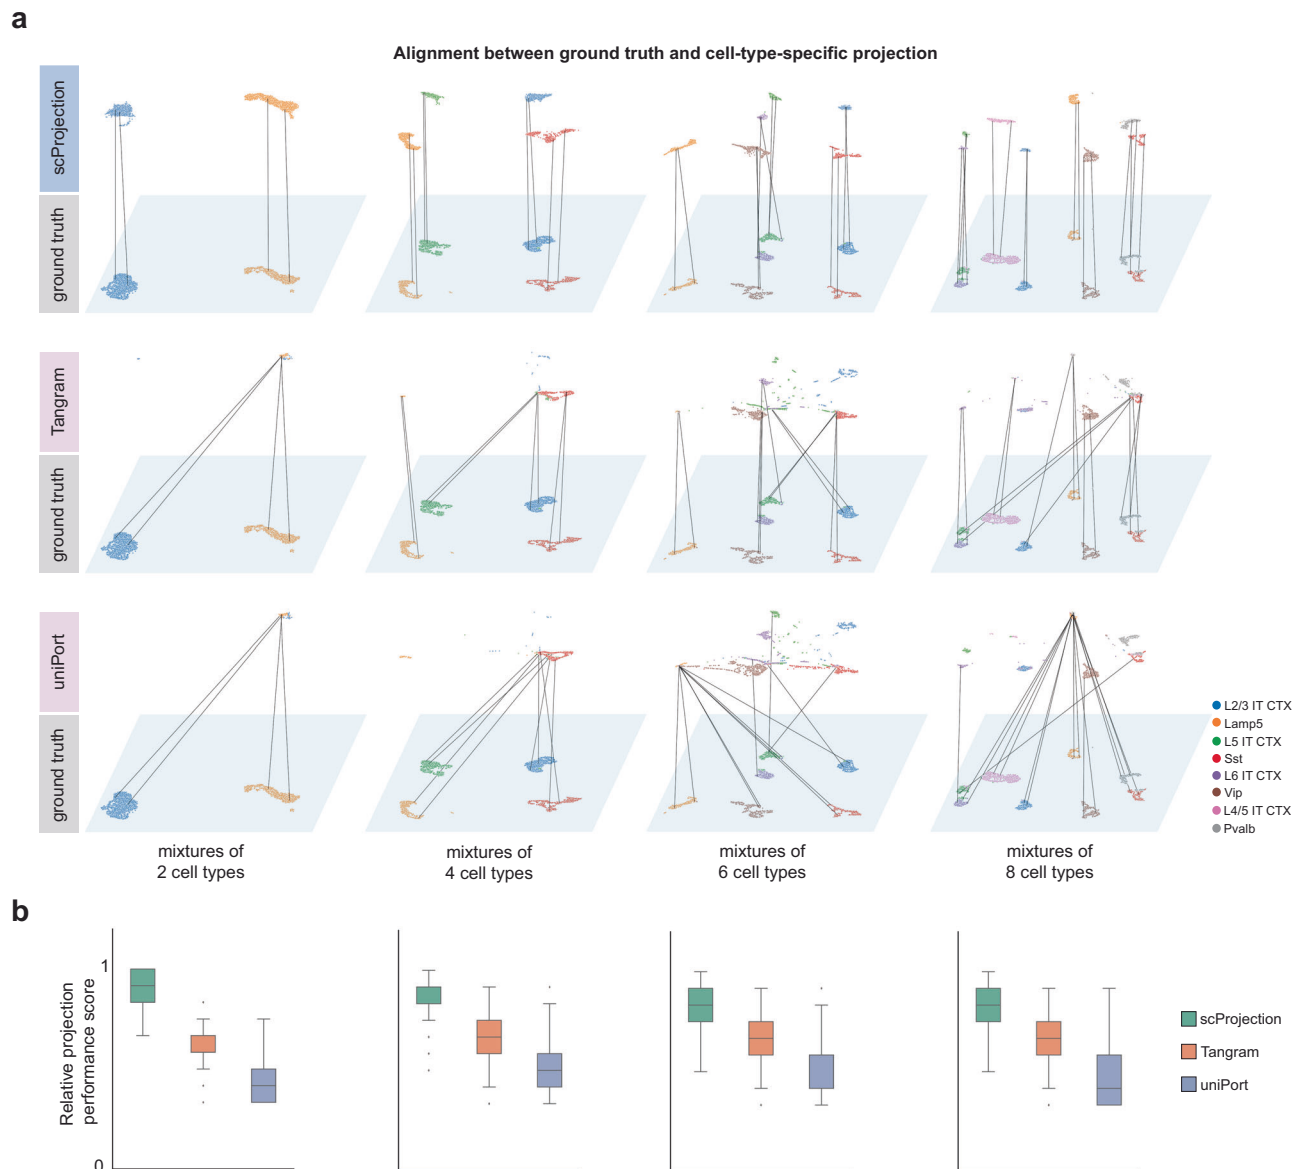 a
Alignment between ground truth and cell-type-specific projection
scProjection
ground truth
Tangram
ground truth
uniPort
ground truth
L2/3 IT CTX
Lamp5
L5 IT CTX
Sst
L6 IT CTX
Vip
L4/5 IT CTX
Pvalb
mixtures of
2 cell types
mixtures of
4 cell types
mixtures of
6 cell types
mixtures of
8 cell types
b
Relative projection
performance score
1
0
scProjection
Tangram
uniPort